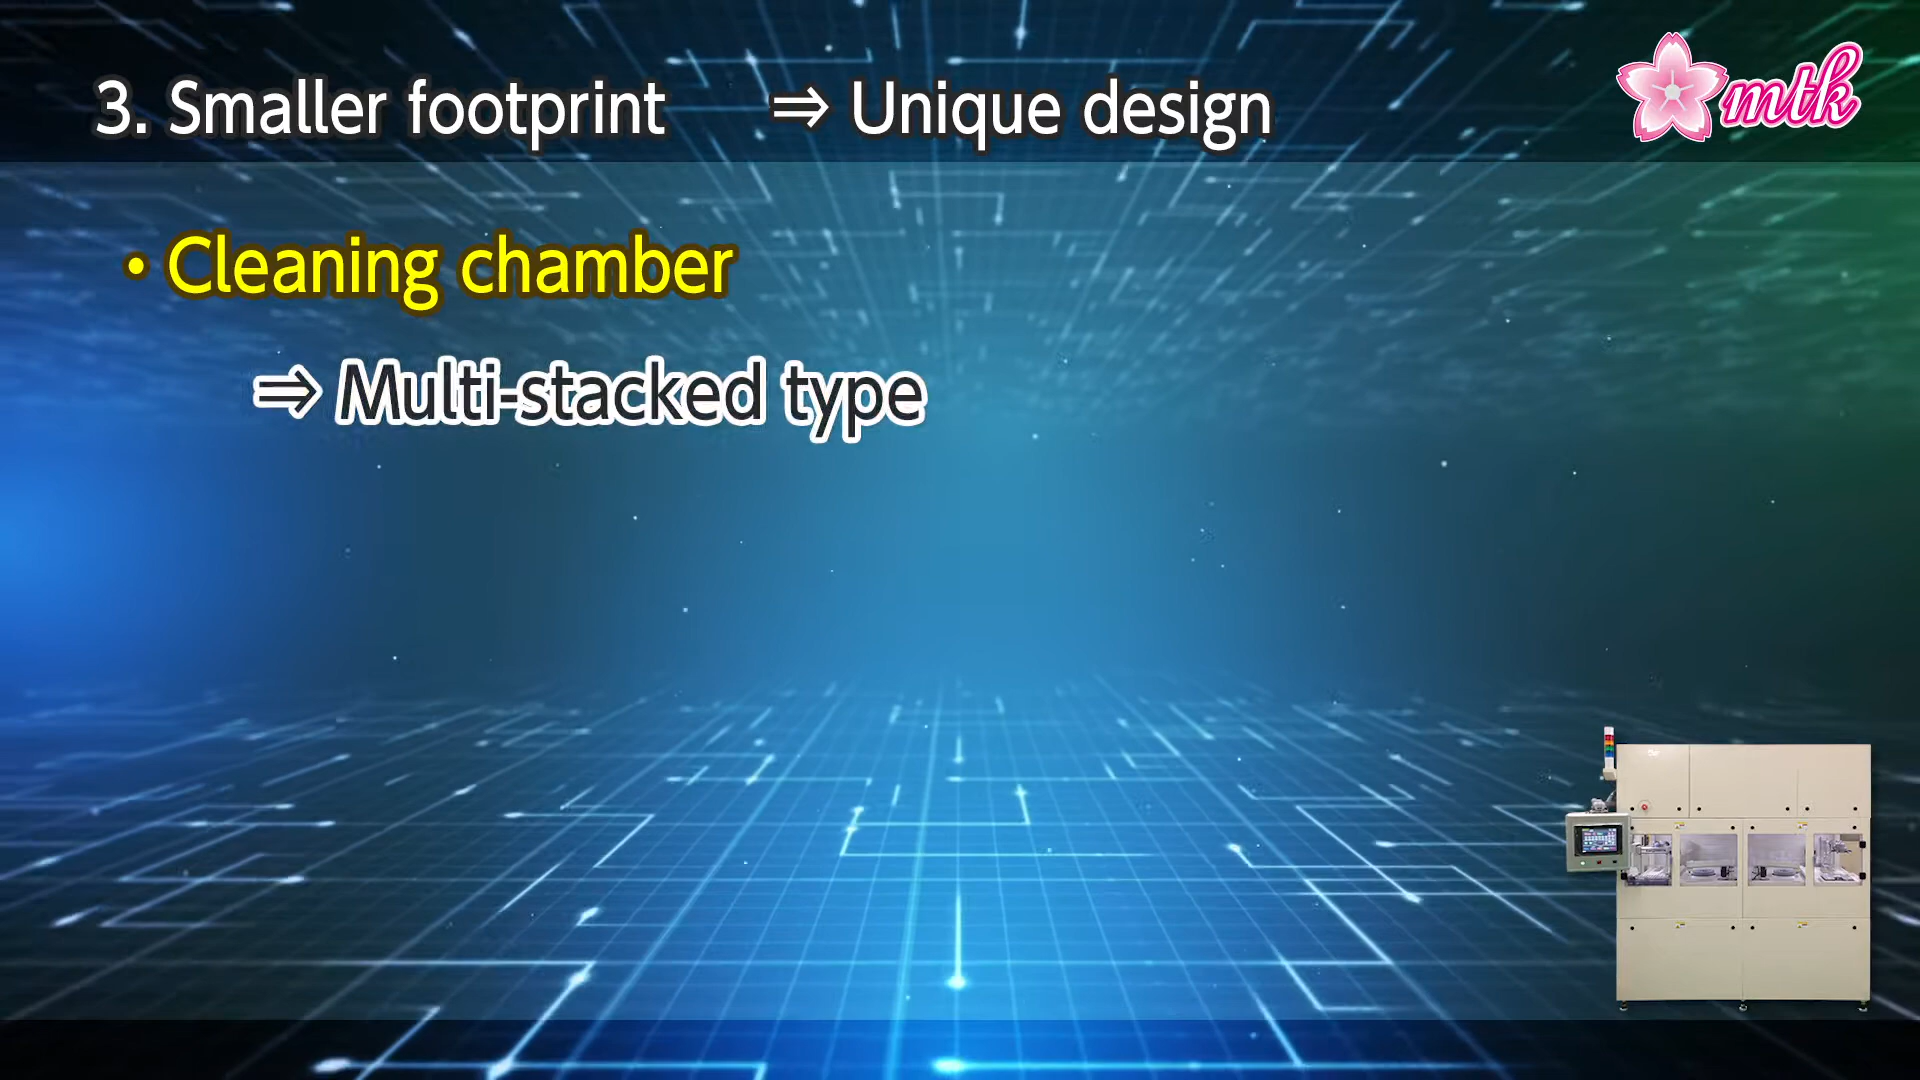 3. Smaller footprint ⇒ Unique design
mtk
• Cleaning chamber
⇒ Multi-stacked type